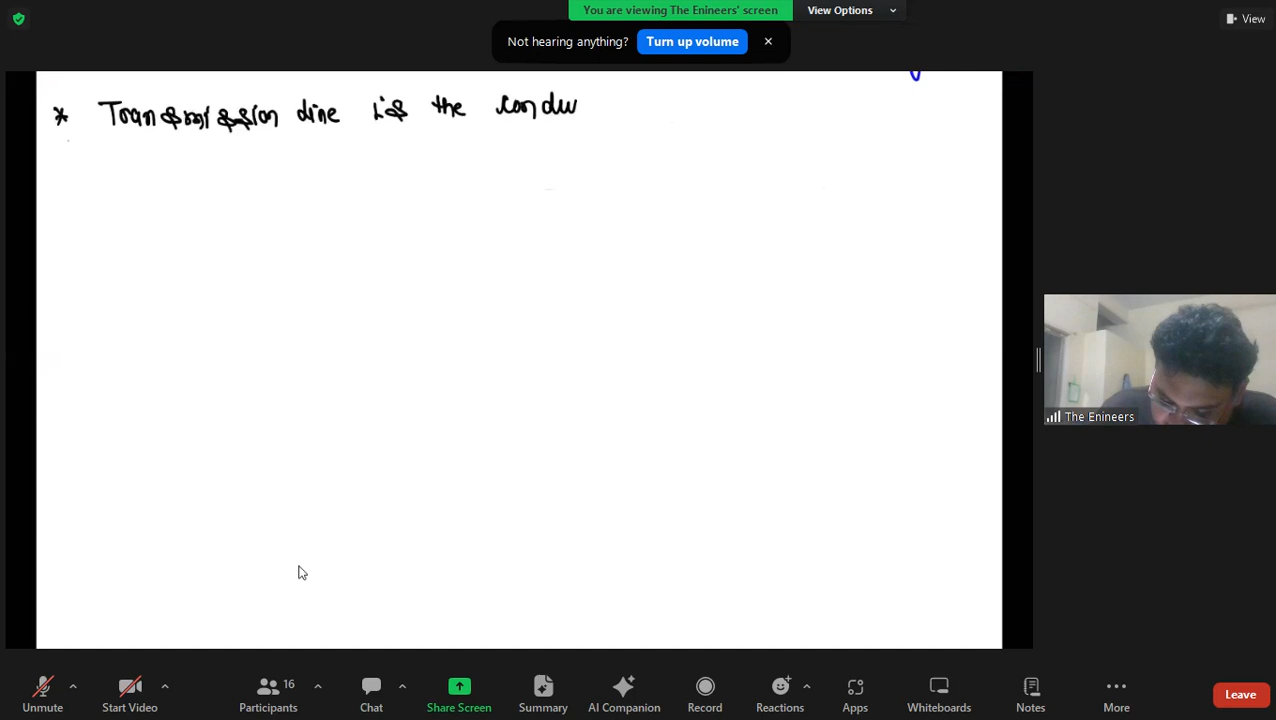 You are viewing The Enineers' screen
View Options
View
Not hearing anything?
Turn up volume
* Transmission line is the condu
The Enineers
Unmute
Start Video
Participants
16
Chat
Share Screen
Summary
AI Companion
Record
Reactions
Apps
Whiteboards
Notes
More
Leave